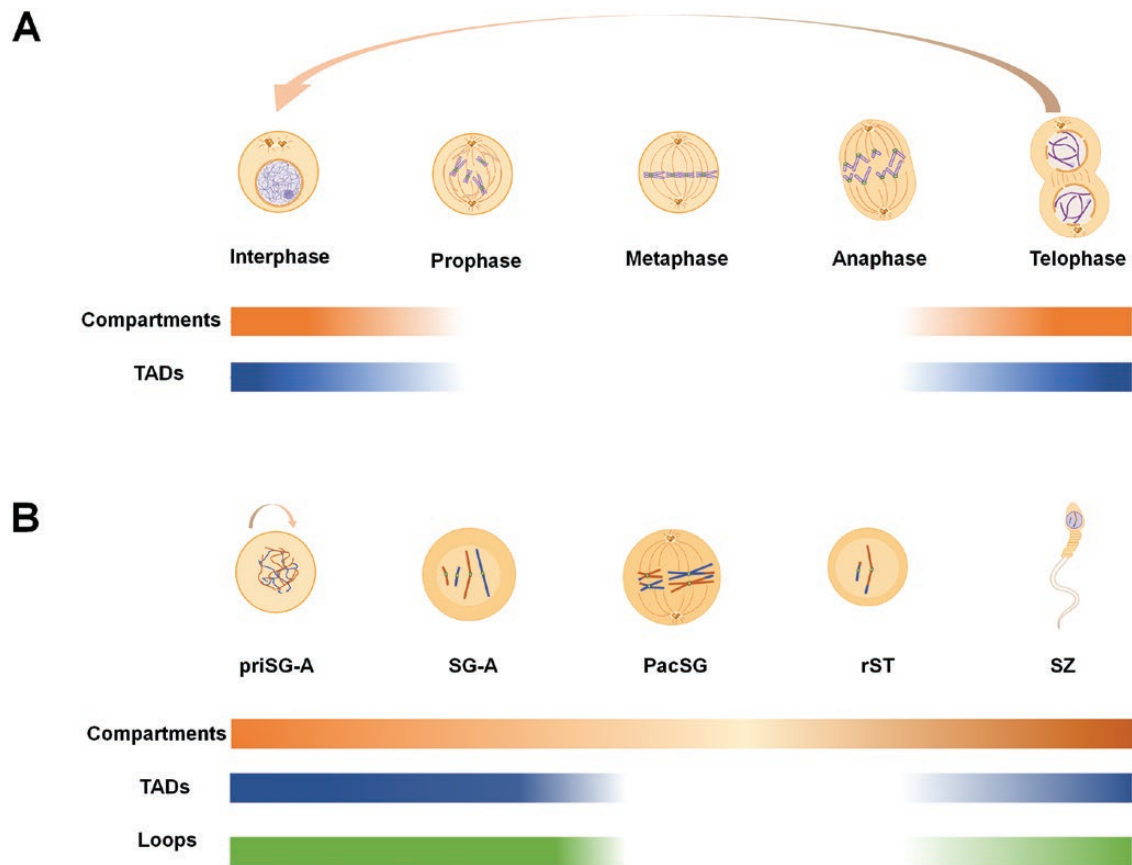 A
Interphase
Prophase
Metaphase
Anaphase
Telophase
Compartments
TADs
B
priSG-A
SG-A
PacSG
rST
SZ
Compartments
TADs
Loops